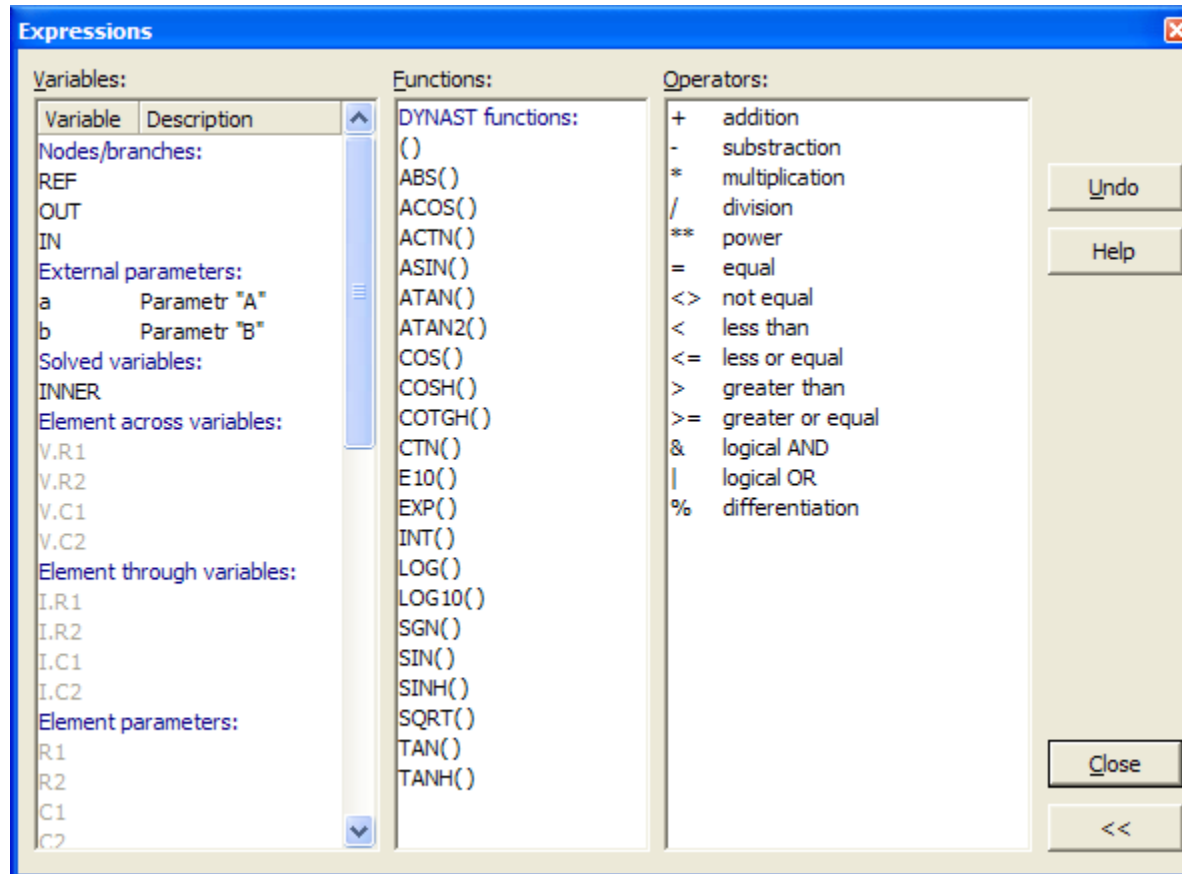 Expressions
Variables:
Variable Description
Nodes/branches:
REF
OUT
IN
External parameters:
a Parametr "A"
b Parametr "B"
Solved variables:
INNER
Element across variables:
V.R1
V.R2
V.C1
V.C2
Element through variables:
I.R1
I.R2
I.C1
I.C2
Element parameters:
R1
R2
C1
C2
Functions:
DYNAST functions:
()
ABS()
ACOS()
ACTN()
ASIN()
ATAN()
ATAN2()
COS()
COSH()
COTGH()
CTN()
E10()
EXP()
INT()
LOG()
LOG10()
SGN()
SIN()
SINH()
SQRT()
TAN()
TANH()
Operators:
+ addition
- substraction
* multiplication
/ division
** power
= equal
<> not equal
< less than
<= less or equal
> greater than
>= greater or equal
& logical AND
| logical OR
% differentiation
Undo
Help
Close
<<